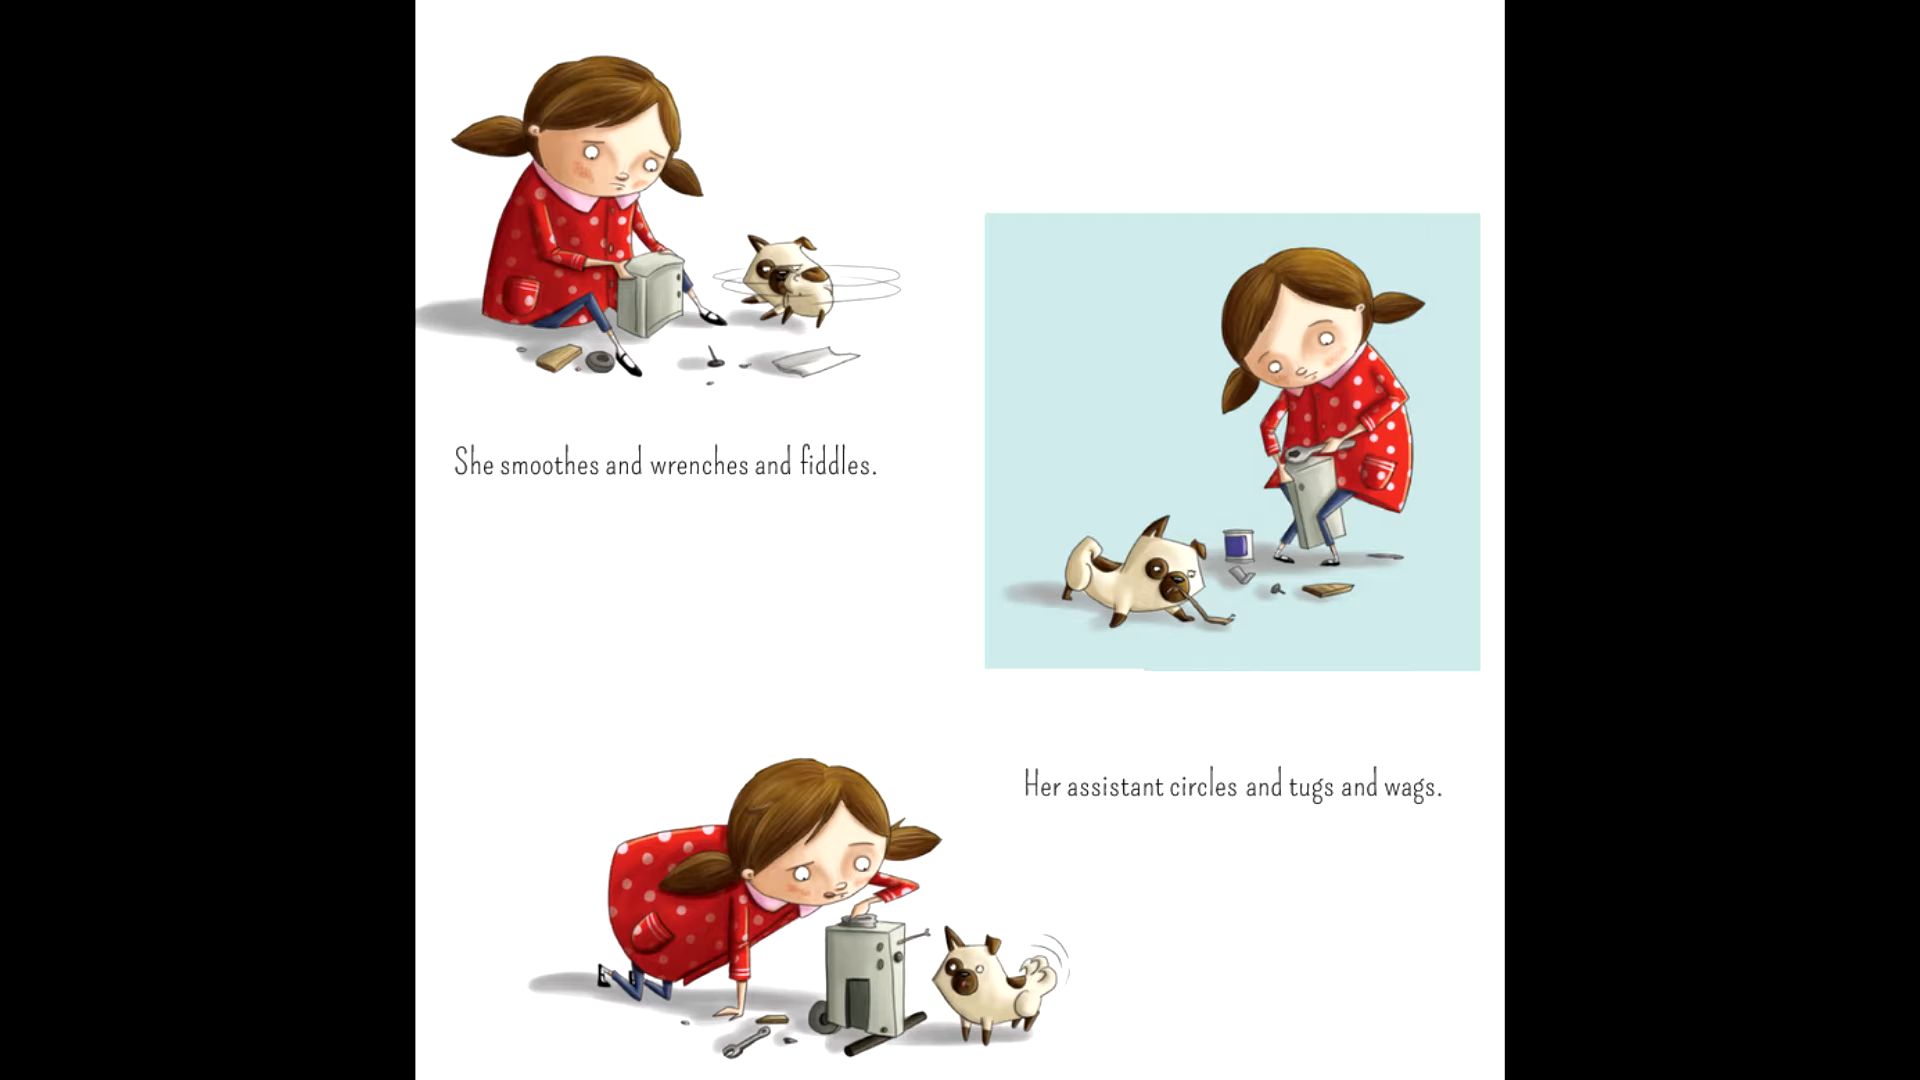 She smoothes and wrenches and fiddles.
Her assistant circles and tugs and wags.